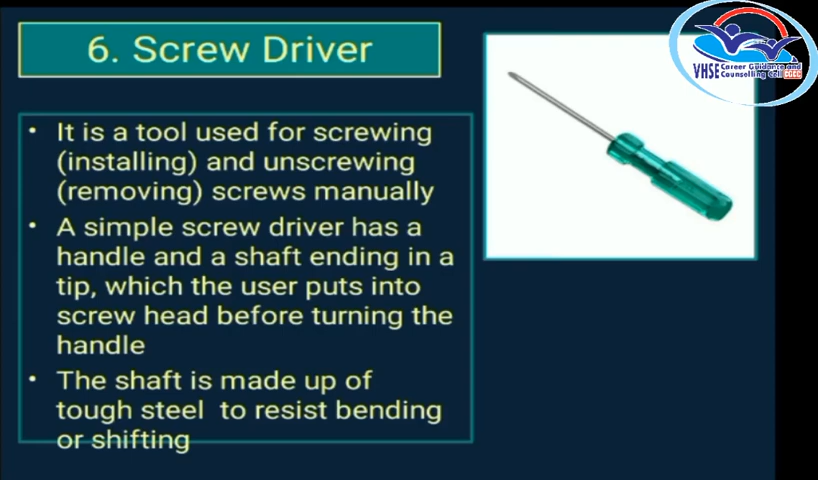 6. Screw Driver
VHSE Career Guidance and
Counselling Cell CGCC
• It is a tool used for screwing
(installing) and unscrewing
(removing) screws manually
• A simple screw driver has a
handle and a shaft ending in a
tip, which the user puts into
screw head before turning the
handle
• The shaft is made up of
tough steel to resist bending
or shifting